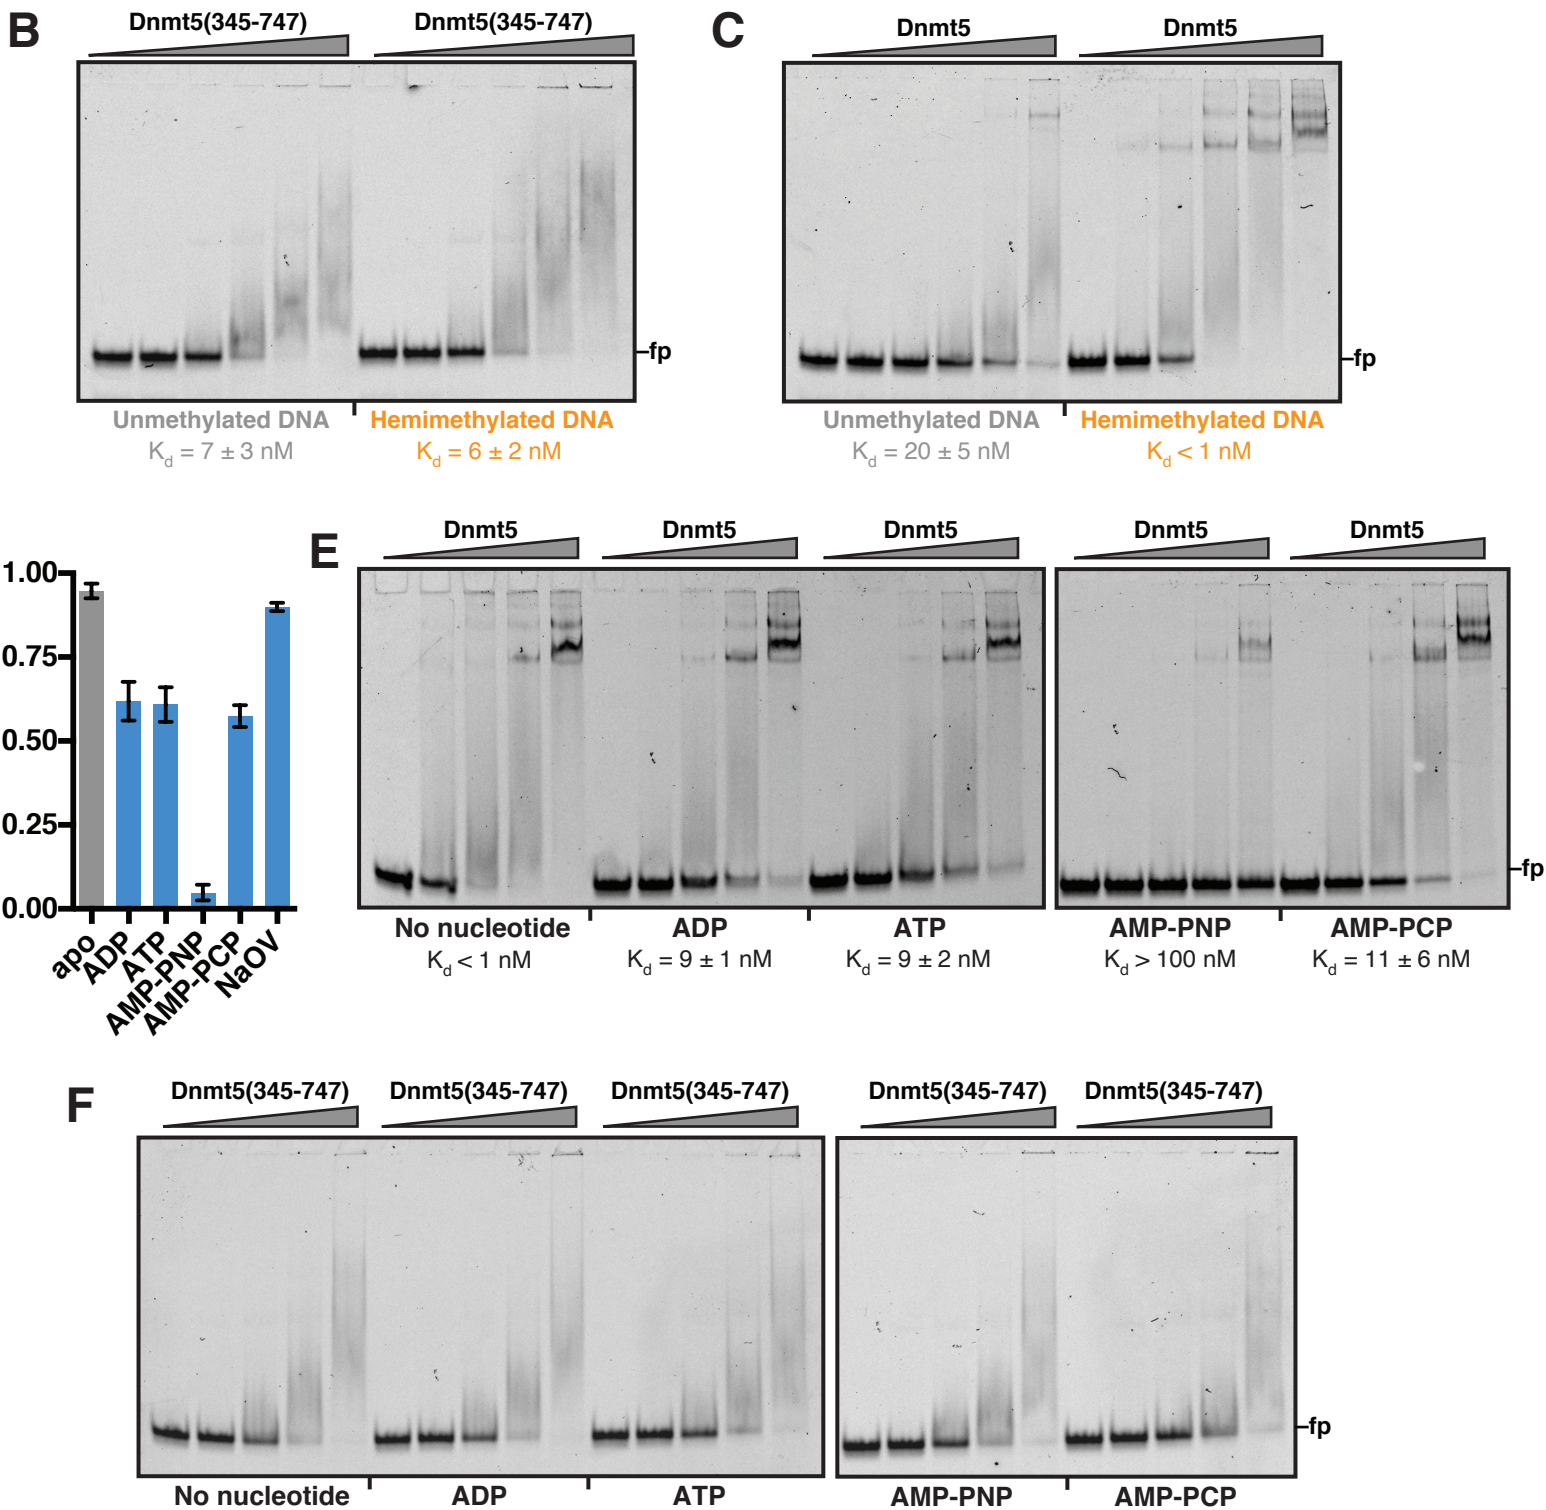 B
Dnmt5(345-747) Dnmt5(345-747)
fp
Unmethylated DNA Hemimethylated DNA
Kd = 7 ± 3 nM Kd = 6 ± 2 nM
C
Dnmt5 Dnmt5
fp
Unmethylated DNA Hemimethylated DNA
Kd = 20 ± 5 nM Kd < 1 nM
1.00
0.75
0.50
0.25
0.00
apo ADP ATP AMP-PNP AMP-PCP NaOV
E
Dnmt5 Dnmt5 Dnmt5 Dnmt5 Dnmt5
fp
No nucleotide ADP ATP AMP-PNP AMP-PCP
Kd < 1 nM Kd = 9 ± 1 nM Kd = 9 ± 2 nM Kd > 100 nM Kd = 11 ± 6 nM
F
Dnmt5(345-747) Dnmt5(345-747) Dnmt5(345-747) Dnmt5(345-747) Dnmt5(345-747)
fp
No nucleotide ADP ATP AMP-PNP AMP-PCP